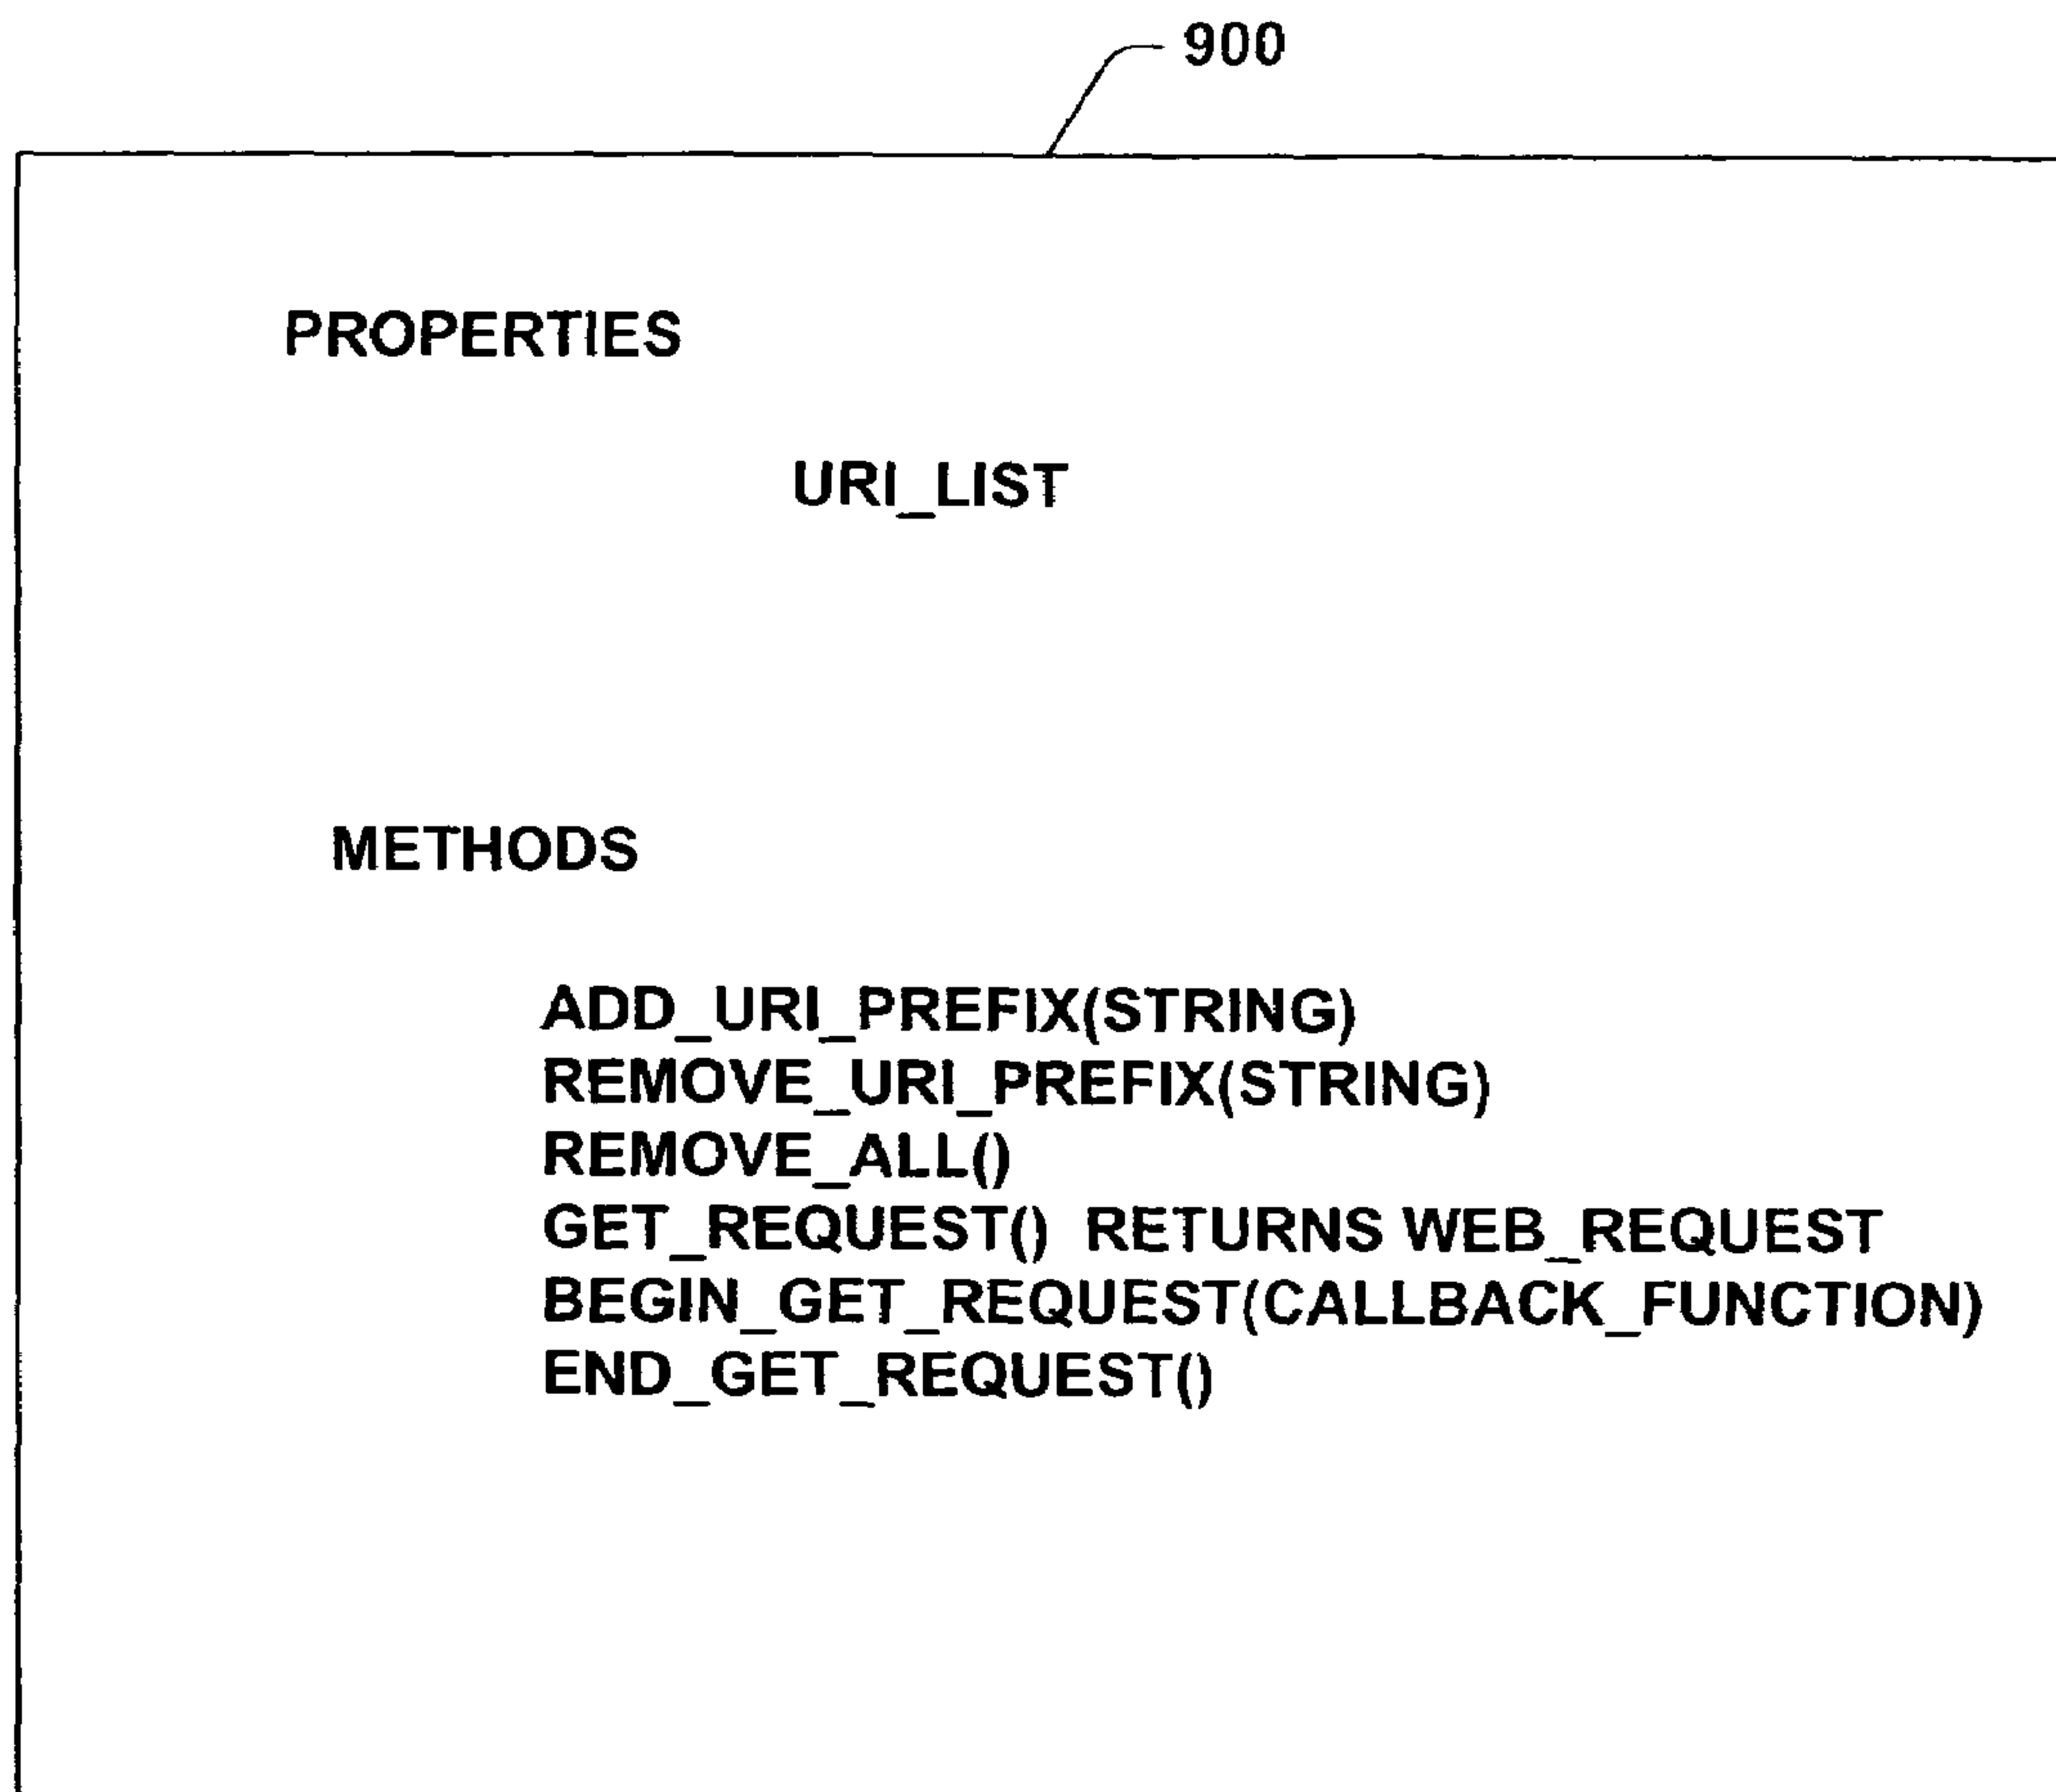 900
PROPERTIES
URI_LIST
METHODS
ADD_URI_PREFIX(STRING)
REMOVE_URI_PREFIX(STRING)
REMOVE_ALL()
GET_REQUEST() RETURNS WEB_REQUEST
BEGIN_GET_REQUEST(CALLBACK_FUNCTION)
END_GET_REQUEST()